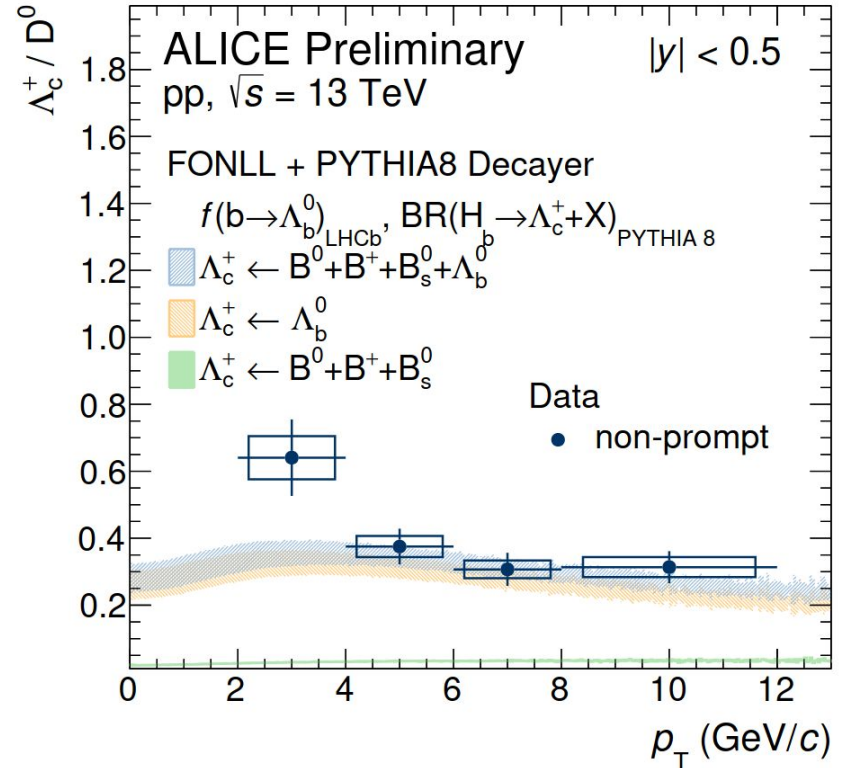 Λc+ / D0
ALICE Preliminary
|y| < 0.5
pp, √s = 13 TeV
FONLL + PYTHIA8 Decayer
f(b→Λb0)LHCb, BR(Hb→Λc++X)PYTHIA 8
Λc+ ← B0+B++Bs0+Λb0
Λc+ ← Λb0
Λc+ ← B0+B++Bs0
Data
non-prompt
1.8
1.6
1.4
1.2
1.0
0.8
0.6
0.4
0.2
0 2 4 6 8 10 12
pT (GeV/c)